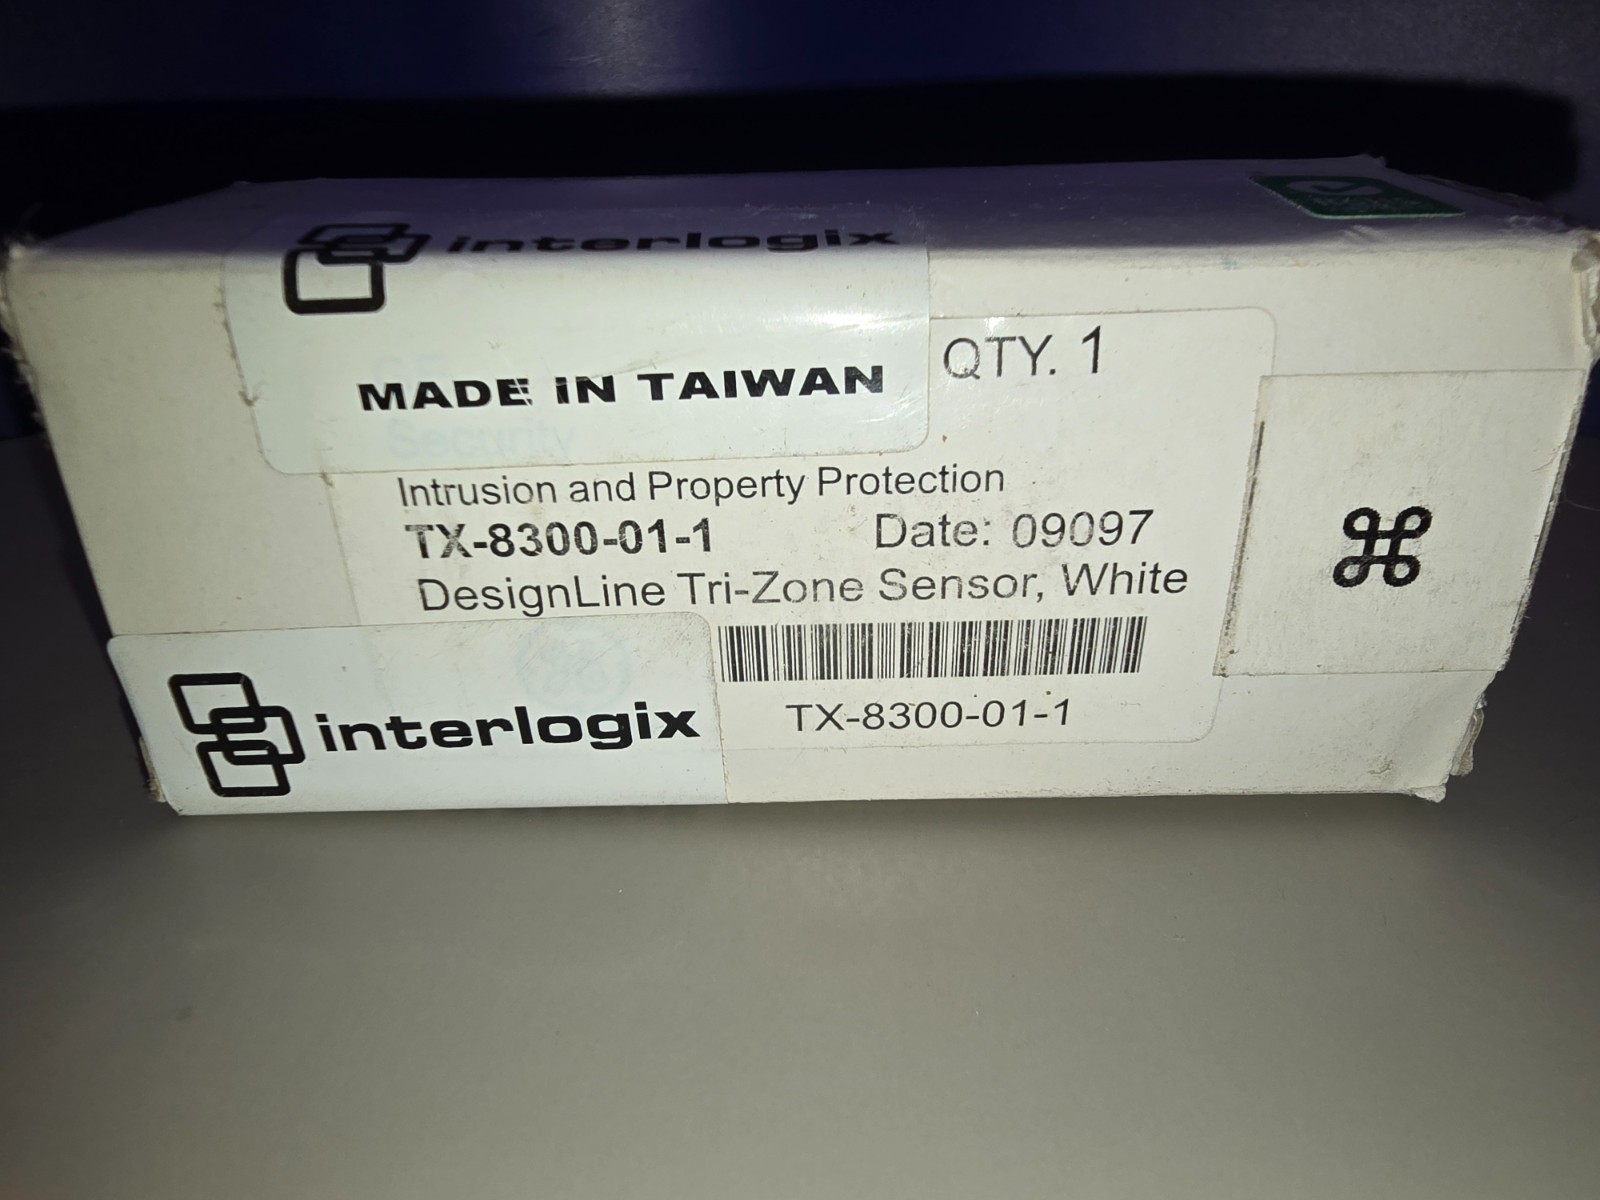 interlogix
MADE IN TAIWAN
QTY. 1
Security
Intrusion and Property Protection
TX-8300-01-1 Date: 09097
DesignLine Tri-Zone Sensor, White
TX-8300-01-1
interlogix